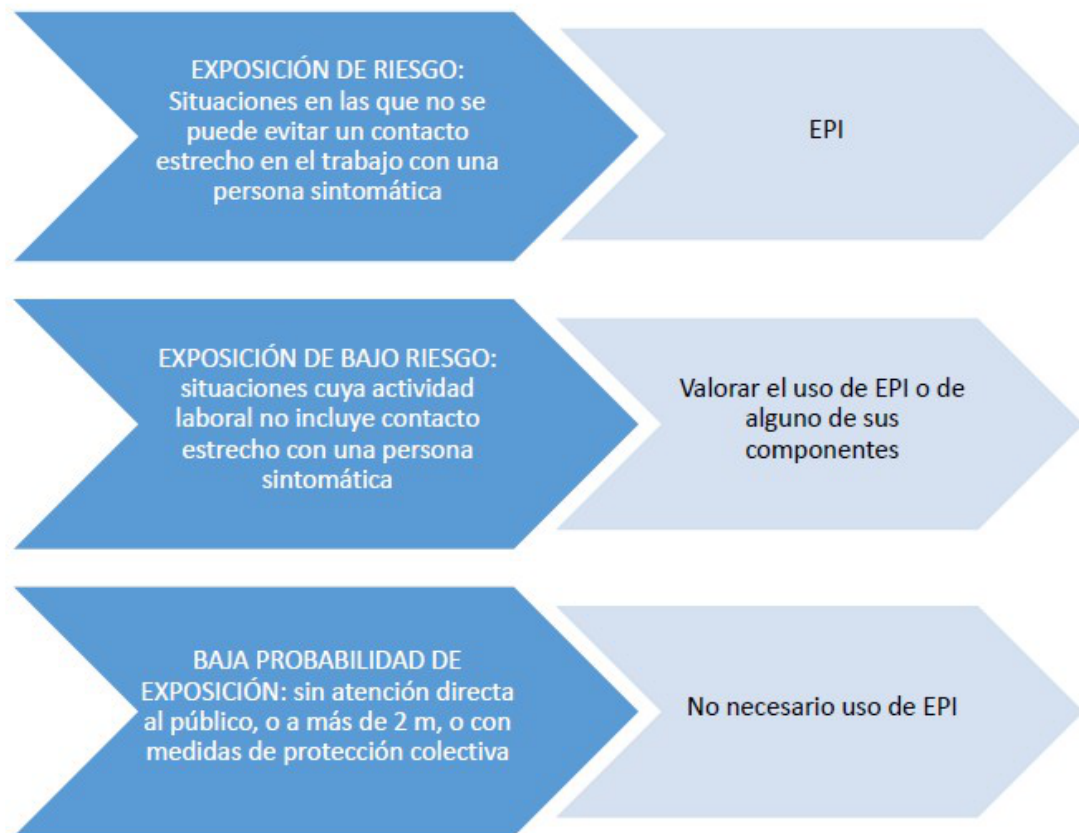 EXPOSICIÓN DE RIESGO:
Situaciones en las que no se
puede evitar un contacto
estrecho en el trabajo con una
persona sintomática
EPI
EXPOSICIÓN DE BAJO RIESGO:
situaciones cuya actividad
laboral no incluye contacto
estrecho con una persona
sintomática
Valorar el uso de EPI o de
alguno de sus
componentes
BAJA PROBABILIDAD DE
EXPOSICIÓN: sin atención directa
al público, o a más de 2 m, o con
medidas de protección colectiva
No necesario uso de EPI